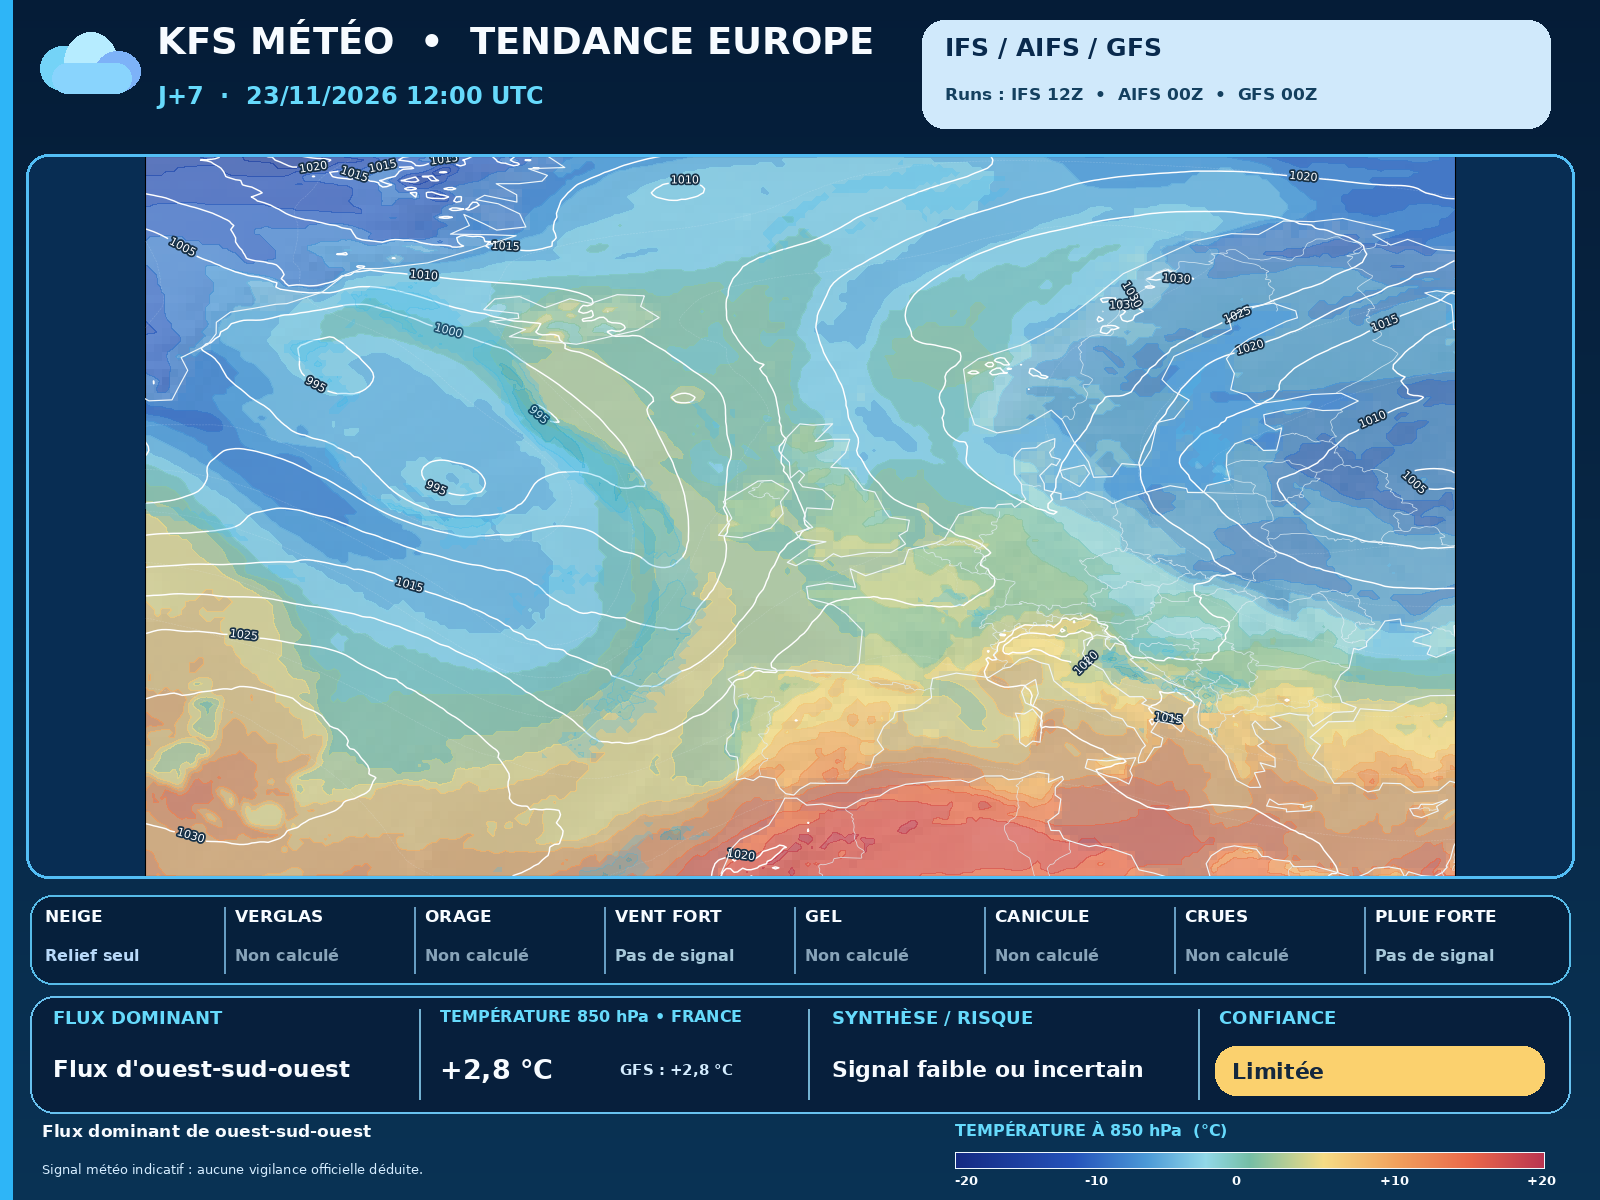 KFS MÉTÉO • TENDANCE EUROPE
J+7 · 23/11/2026 12:00 UTC
IFS / AIFS / GFS
Runs : IFS 12Z • AIFS 00Z • GFS 00Z
1020
1015
1015
1015
1010
1020
1005
1015
1010
1030
1030
1030
1000
1025
1015
1020
995
995
1010
995
1005
1015
1025
1020
1015
1030
1020
NEIGE
Relief seul
VERGLAS
Non calculé
ORAGE
Non calculé
VENT FORT
Pas de signal
GEL
Non calculé
CANICULE
Non calculé
CRUES
Non calculé
PLUIE FORTE
Pas de signal
FLUX DOMINANT
Flux d'ouest-sud-ouest
TEMPÉRATURE 850 hPa • FRANCE
+2,8 °C
GFS : +2,8 °C
SYNTHÈSE / RISQUE
Signal faible ou incertain
CONFIANCE
Limitée
Flux dominant de ouest-sud-ouest
Signal météo indicatif : aucune vigilance officielle déduite.
TEMPÉRATURE À 850 hPa (°C)
-20 -10 0 +10 +20